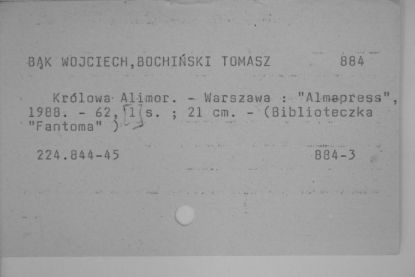 BĄK WOJCIECH,BOCHIŃSKI TOMASZ 884
Królowa Alimor. - Warszawa : "Almapress",
1988. - 62, [1] s. ; 21 cm. - (Biblioteczka
"Fantoma" )
224.844-45 884-3